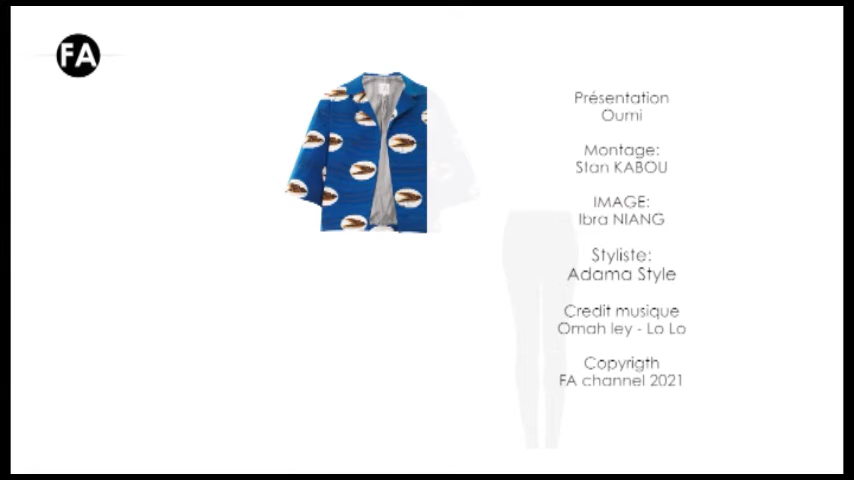 FA
Présentation
Oumi
Montage:
Stan KABOU
IMAGE:
Ibra NIANG
Styliste:
Adama Style
Credit musique
Omah ley - Lo Lo
Copyrigth
FA channel 2021